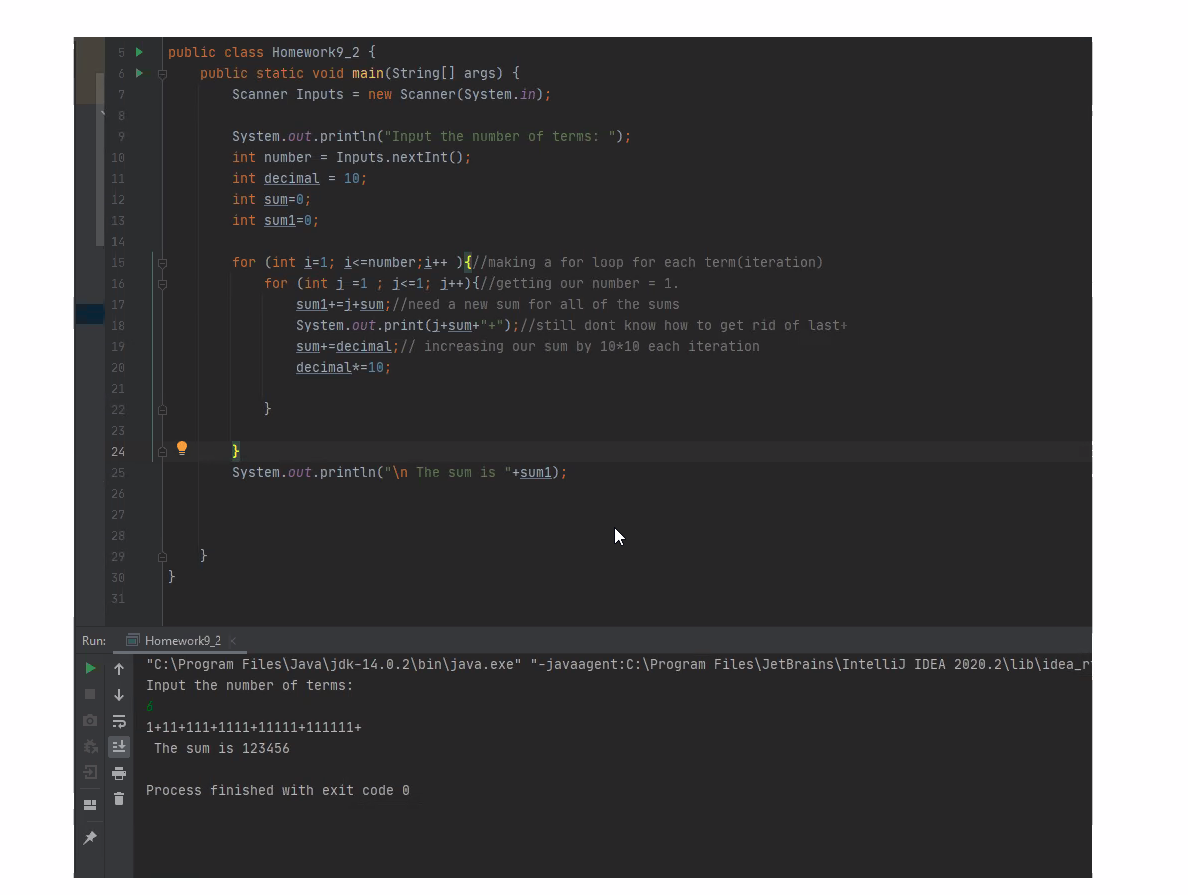 5 public class Homework9_2 {
6 public static void main(String[] args) {
7 Scanner Inputs = new Scanner(System.in);
8
9 System.out.println("Input the number of terms: ");
10 int number = Inputs.nextInt();
11 int decimal = 10;
12 int sum=0;
13 int sum1=0;
14
15 for (int i=1; i<=number;i++ ){//making a for loop for each term(iteration)
16 for (int j =1 ; j<=1; j++){//getting our number = 1.
17 sum1+=j+sum;//need a new sum for all of the sums
18 System.out.print(j+sum+"+");//still dont know how to get rid of last+
19 sum+=decimal;// increasing our sum by 10*10 each iteration
20 decimal*=10;
21
22 }
23
24 }
25 System.out.println("\n The sum is "+sum1);
26
27
28
29 }
30 }
31
Run: Homework9_2 ×
"C:\Program Files\Java\jdk-14.0.2\bin\java.exe" "-javaagent:C:\Program Files\JetBrains\IntelliJ IDEA 2020.2\lib\idea_r
Input the number of terms:
6
1+11+111+1111+11111+111111+
The sum is 123456
Process finished with exit code 0